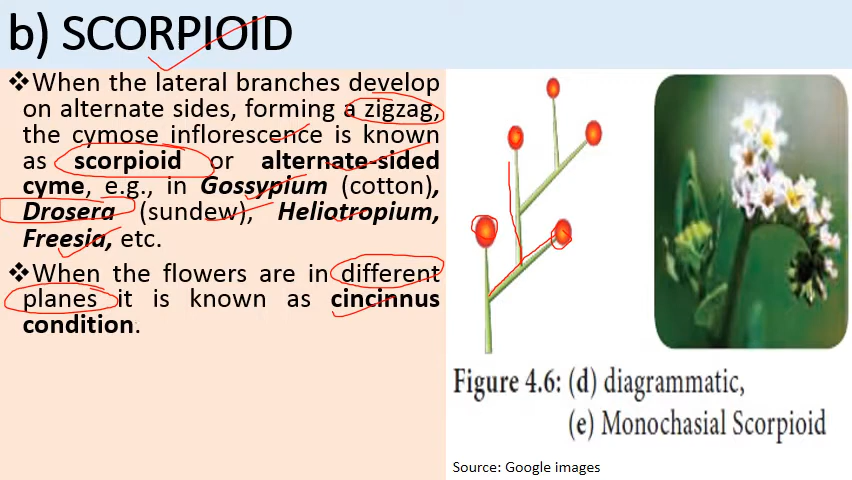 b) SCORPIOID
❖When the lateral branches develop
on alternate sides, forming a zigzag,
the cymose inflorescence is known
as scorpioid or alternate-sided
cyme, e.g., in Gossypium (cotton),
Drosera (sundew), Heliotropium,
Freesia, etc.
❖When the flowers are in different
planes it is known as cincinnus
condition.
Figure 4.6: (d) diagrammatic,
(e) Monochasial Scorpioid
Source: Google images